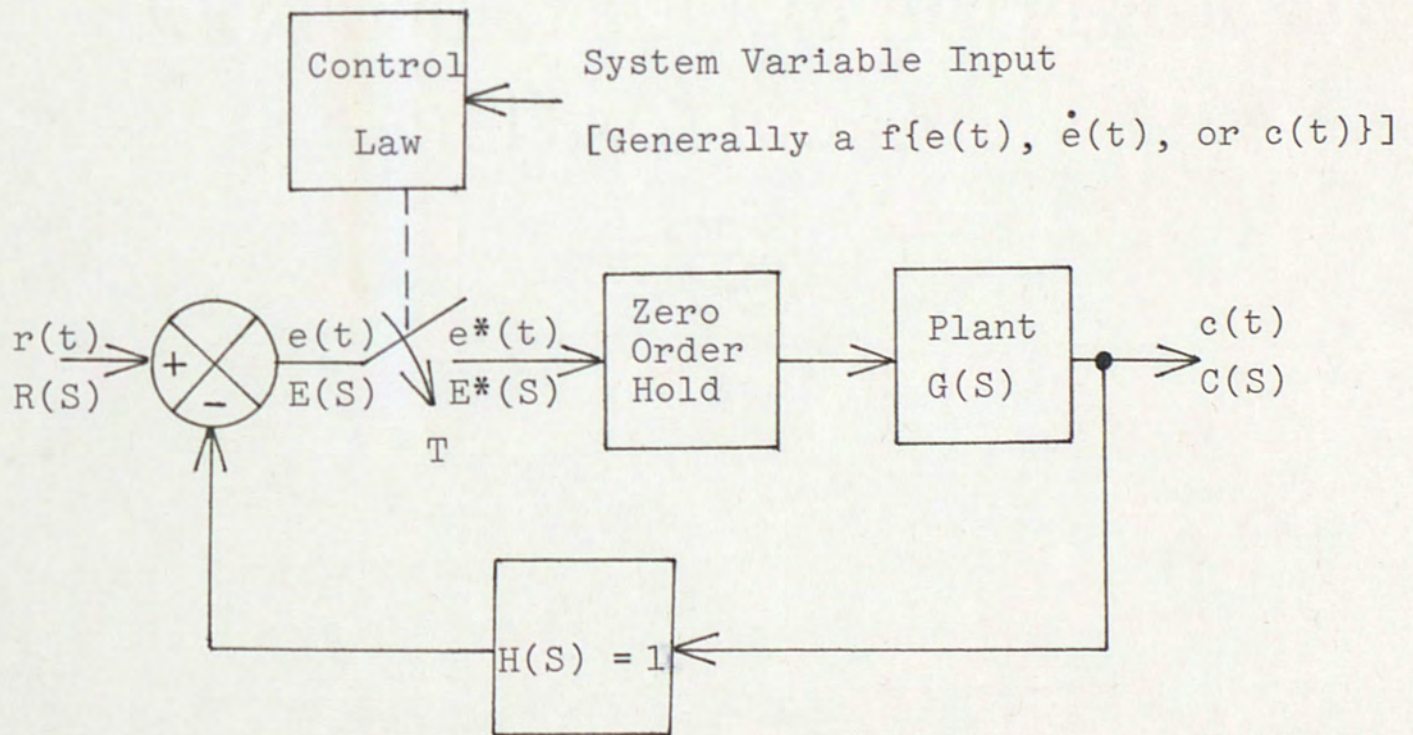 Control
Law
System Variable Input
[Generally a f{e(t), ė(t), or c(t)}]
r(t)
R(S)
+
-
e(t)
E(S)
T
e*(t)
E*(S)
Zero
Order
Hold
Plant
G(S)
c(t)
C(S)
H(S) = 1